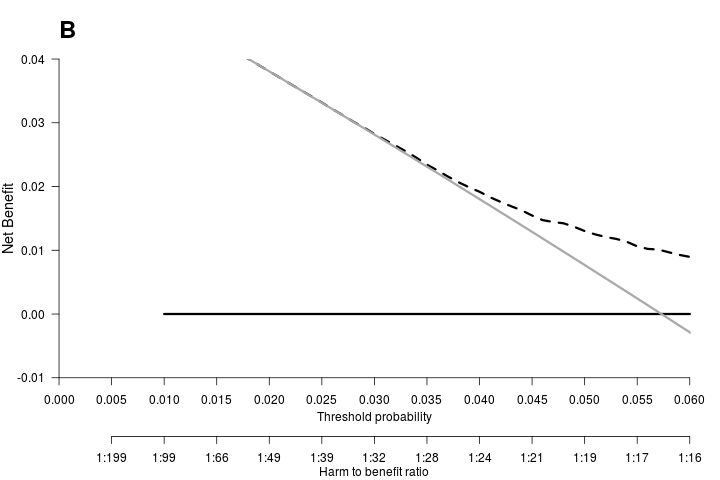 B
Net Benefit
0.04
0.03
0.02
0.01
0.00
-0.01
0.000 0.005 0.010 0.015 0.020 0.025 0.030 0.035 0.040 0.045 0.050 0.055 0.060
Threshold probability
1:199 1:99 1:66 1:49 1:39 1:32 1:28 1:24 1:21 1:19 1:17 1:16
Harm to benefit ratio